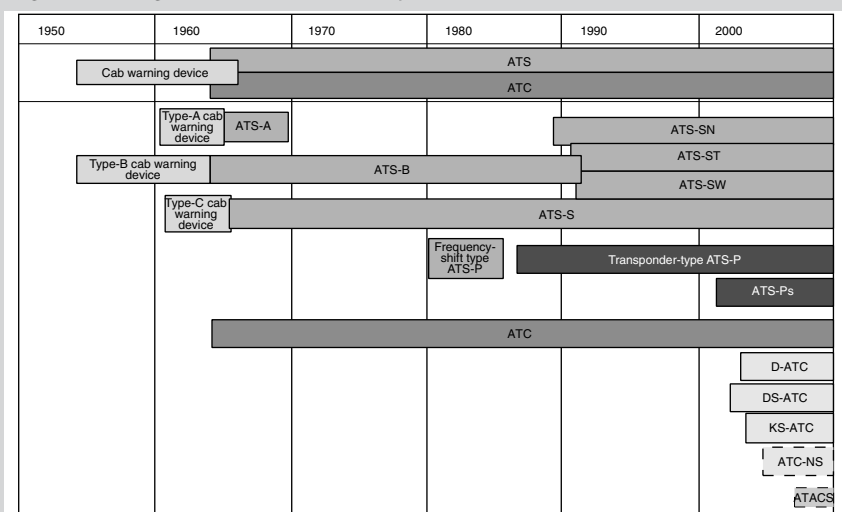 1950 1960 1970 1980 1990 2000
ATS
Cab warning device
ATC
Type-A cab
warning
device
ATS-A
ATS-SN
ATS-ST
Type-B cab warning
device
ATS-B
ATS-SW
Type-C cab
warning
device
ATS-S
Frequency-
shift type
ATS-P
Transponder-type ATS-P
ATS-Ps
ATC
D-ATC
DS-ATC
KS-ATC
ATC-NS
ATACS